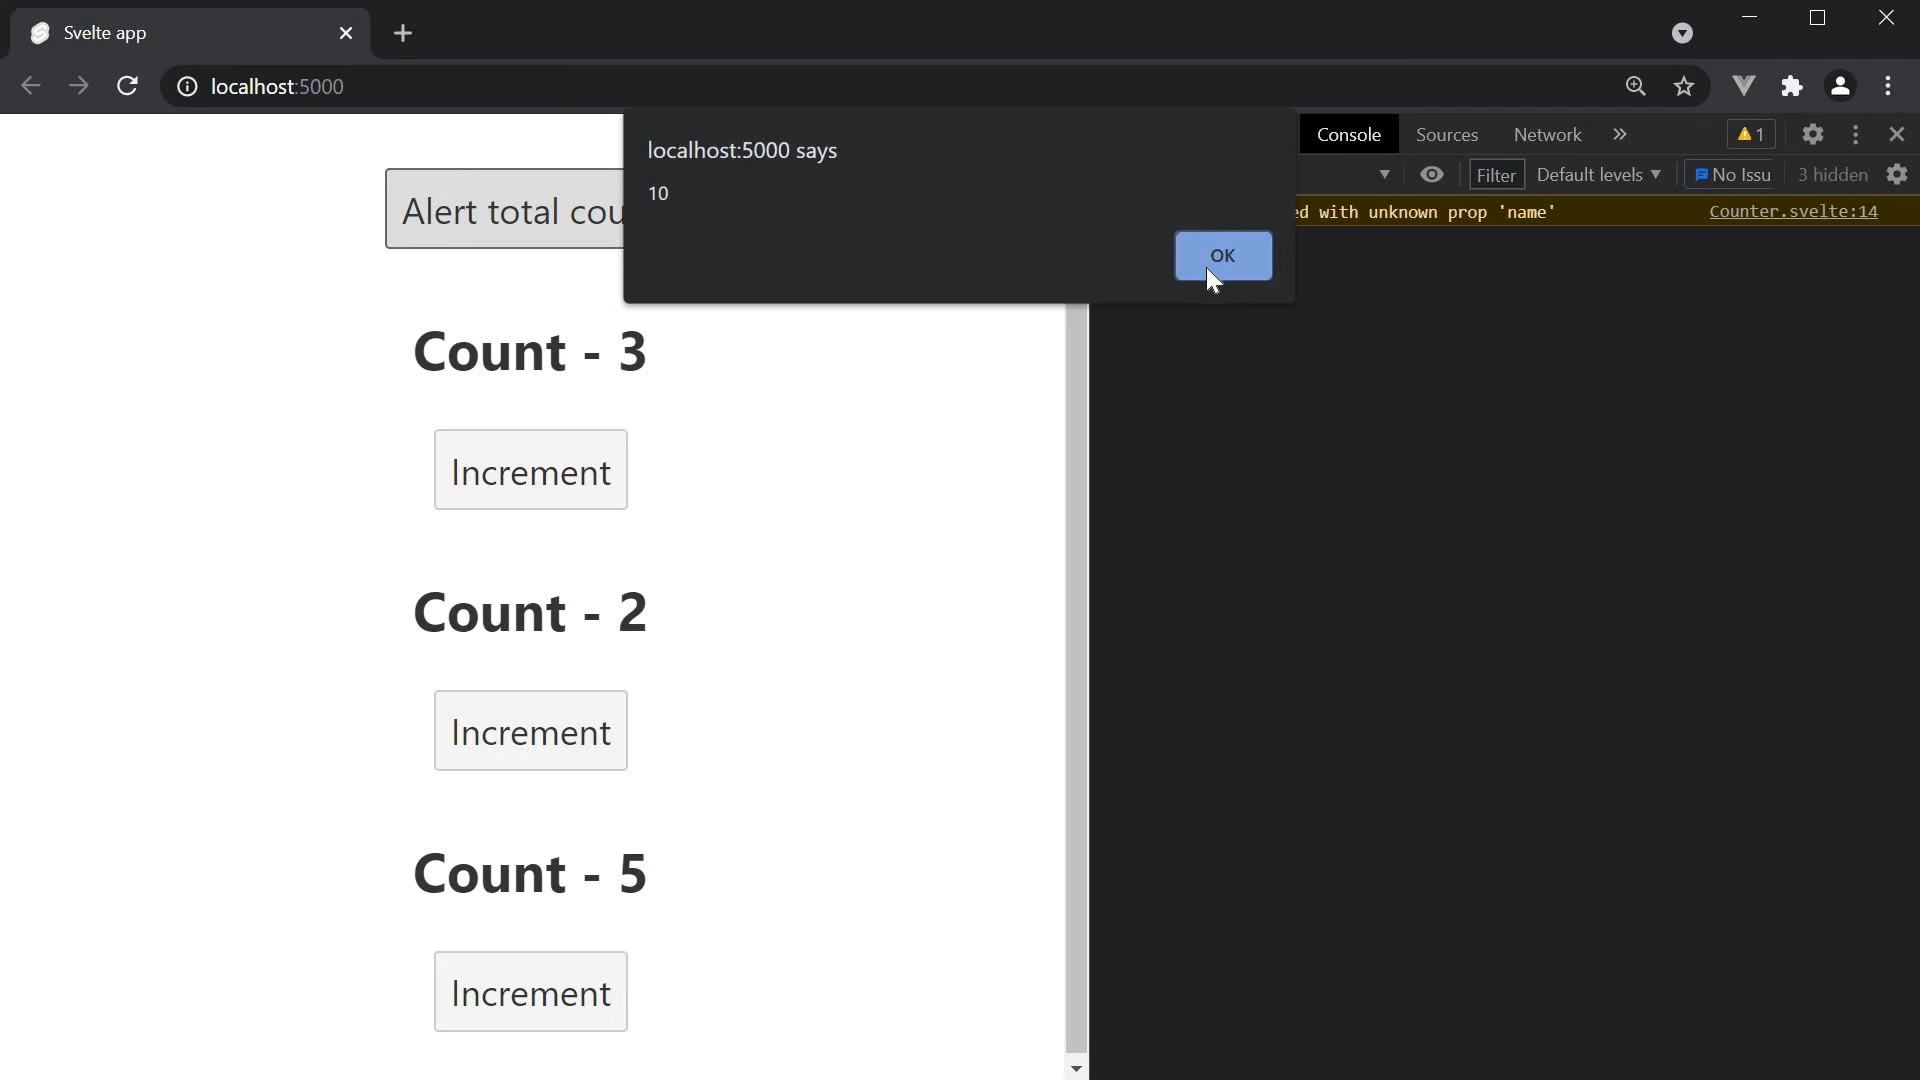 Svelte app
localhost:5000
localhost:5000 says
10
OK
Console Sources Network 1
Filter Default levels No Issu 3 hidden
with unknown prop 'name' Counter.svelte:14
Alert total
Count - 3
Increment
Count - 2
Increment
Count - 5
Increment